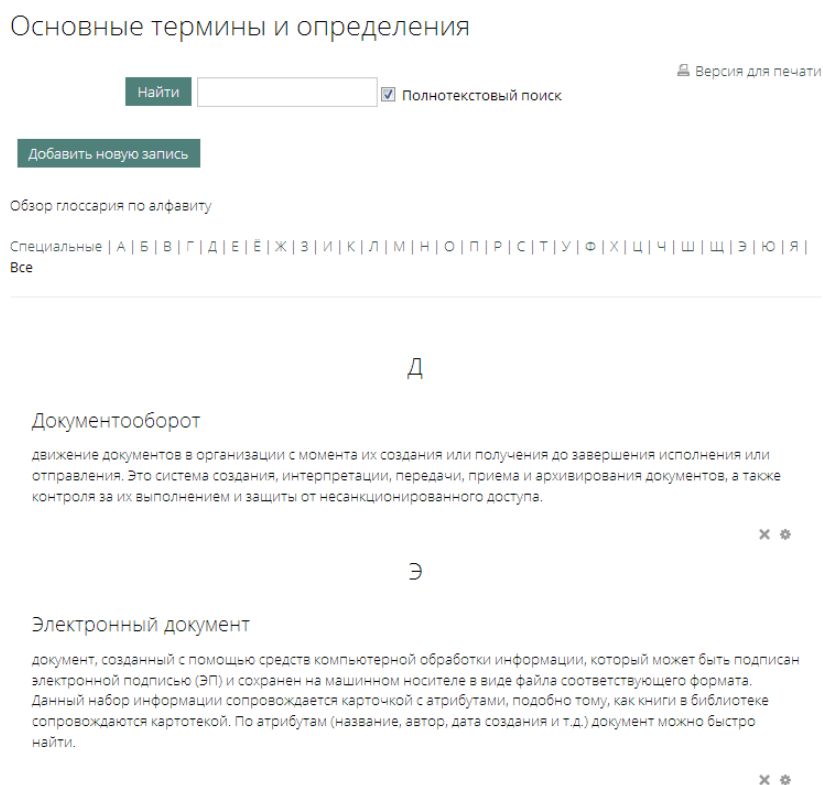 Основные термины и определения
Версия для печати
Найти Полнотекстовый поиск
Добавить новую запись
Обзор глоссария по алфавиту
Специальные | А | Б | В | Г | Д | Е | Ё | Ж | З | И | К | Л | М | Н | О | П | Р | С | Т | У | Ф | Х | Ц | Ч | Ш | Щ | Э | Ю | Я |
Все
Д
Документооборот
движение документов в организации с момента их создания или получения до завершения исполнения или
отправления. Это система создания, интерпретации, передачи, приема и архивирования документов, а также
контроля за их выполнением и защиты от несанкционированного доступа.
Э
Электронный документ
документ, созданный с помощью средств компьютерной обработки информации, который может быть подписан
электронной подписью (ЭП) и сохранен на машинном носителе в виде файла соответствующего формата.
Данный набор информации сопровождается карточкой с атрибутами, подобно тому, как книги в библиотеке
сопровождаются картотекой. По атрибутам (название, автор, дата создания и т.д.) документ можно быстро
найти.